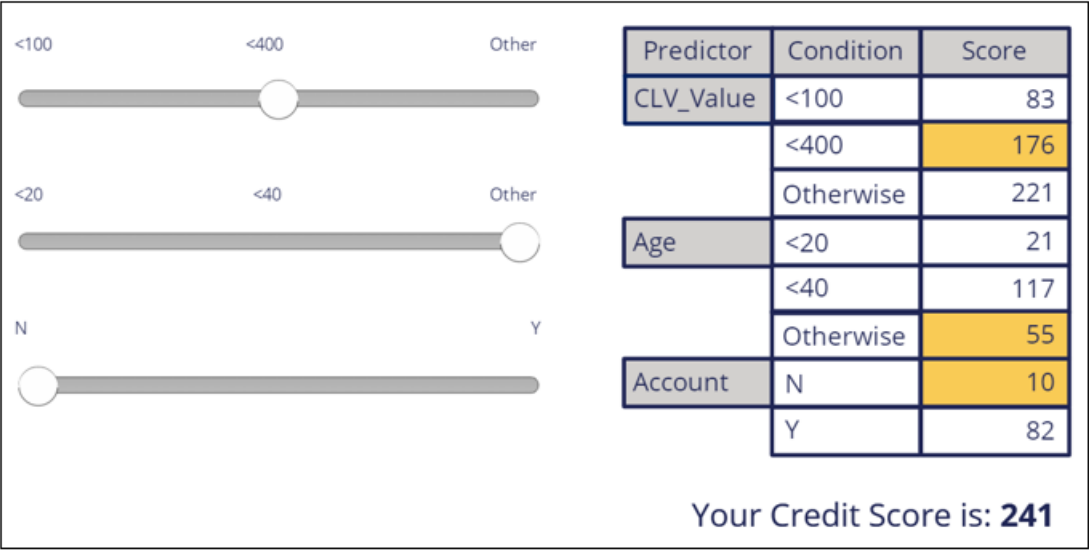 <100 <400 Other
<20 <40 Other
N Y
Predictor Condition Score
CLV_Value <100 83
<400 176
Otherwise 221
Age <20 21
<40 117
Otherwise 55
Account N 10
Y 82
Your Credit Score is: 241